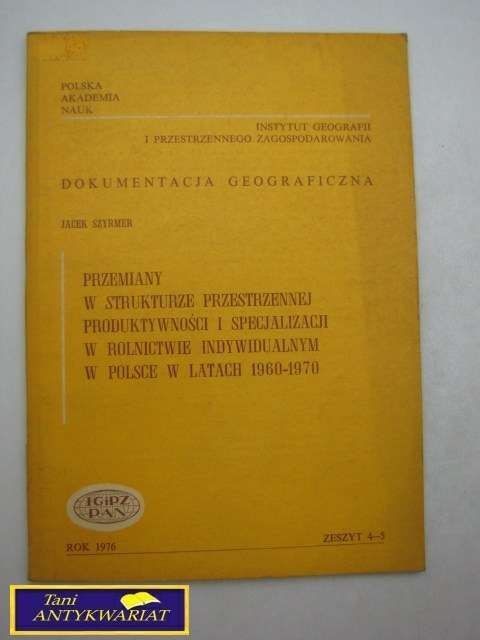 POLSKA
AKADEMIA
NAUK
INSTYTUT GEOGRAFII
I PRZESTRZENNEGO ZAGOSPODAROWANIA
DOKUMENTACJA GEOGRAFICZNA
JACEK SZYRMER
PRZEMIANY
W STRUKTURZE PRZESTRZENNEJ
PRODUKTYWNOŚCI I SPECJALIZACJI
W ROLNICTWIE INDYWIDUALNYM
W POLSCE W LATACH 1960-1970
IGiPZ
PAN
ROK 1976
ZESZYT 4-5
Tani
ANTYKWARIAT